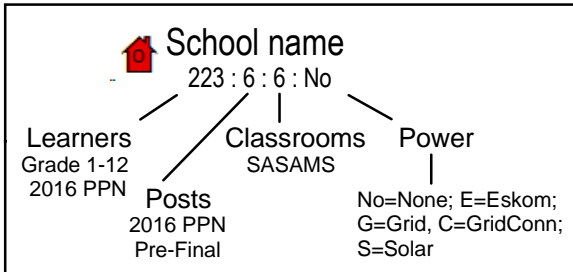 School name
0
223 : 6 : 6 : No
Learners
Grade 1-12
2016 PPN
Posts
2016 PPN
Pre-Final
Classrooms
SASAMS
Power
No=None; E=Eskom;
G=Grid, C=GridConn;
S=Solar